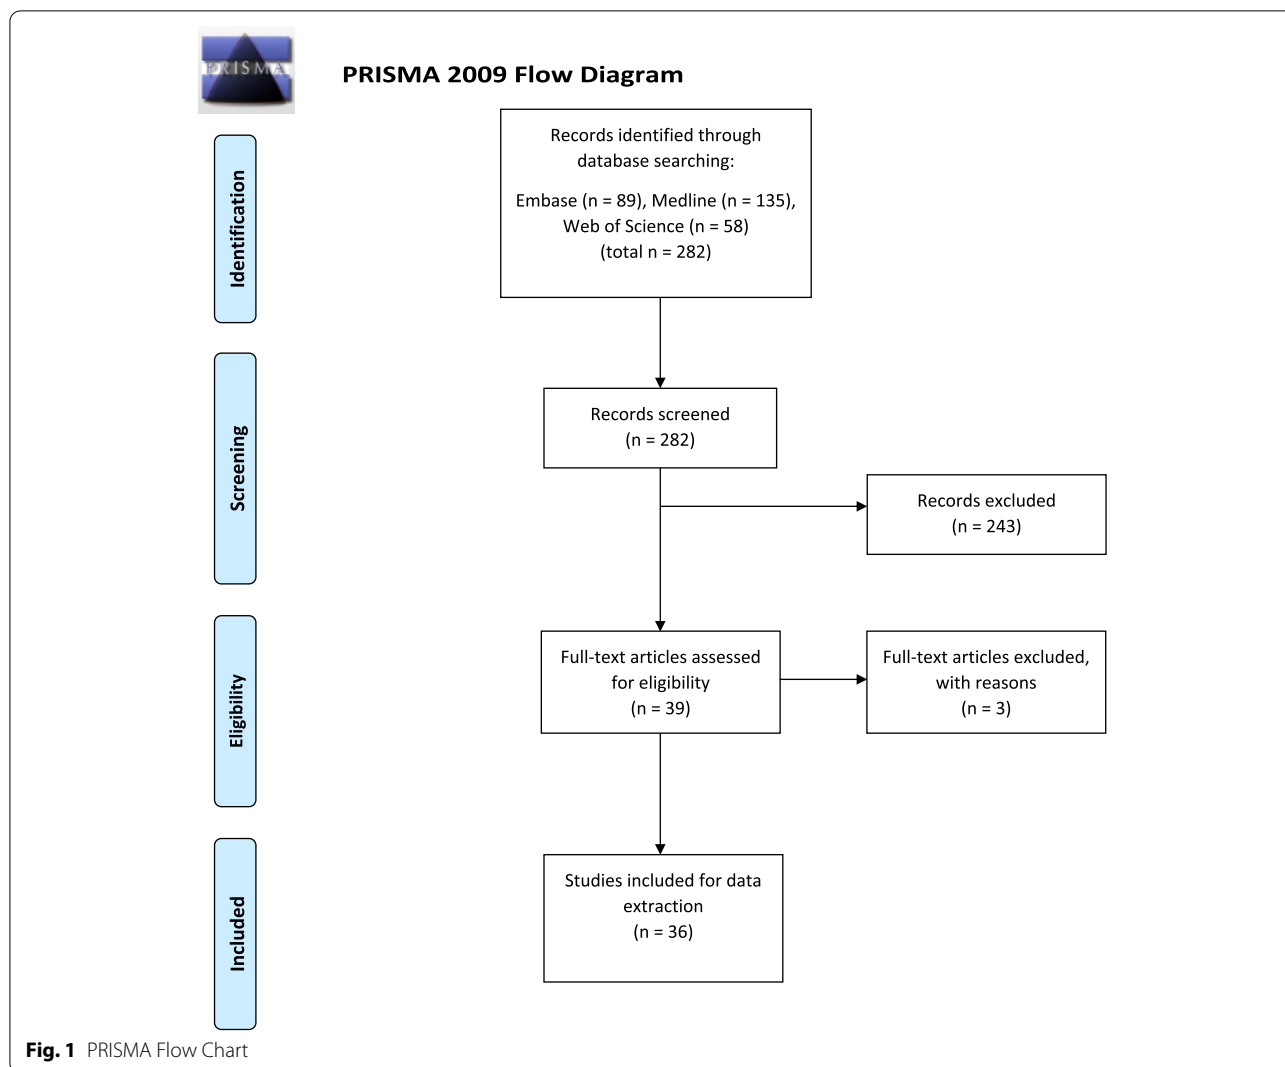 PRISMA
PRISMA 2009 Flow Diagram
Identification
Records identified through
database searching:
Embase (n = 89), Medline (n = 135),
Web of Science (n = 58)
(total n = 282)
Screening
Records screened
(n = 282)
Records excluded
(n = 243)
Eligibility
Full-text articles assessed
for eligibility
(n = 39)
Full-text articles excluded,
with reasons
(n = 3)
Included
Studies included for data
extraction
(n = 36)
Fig. 1 PRISMA Flow Chart